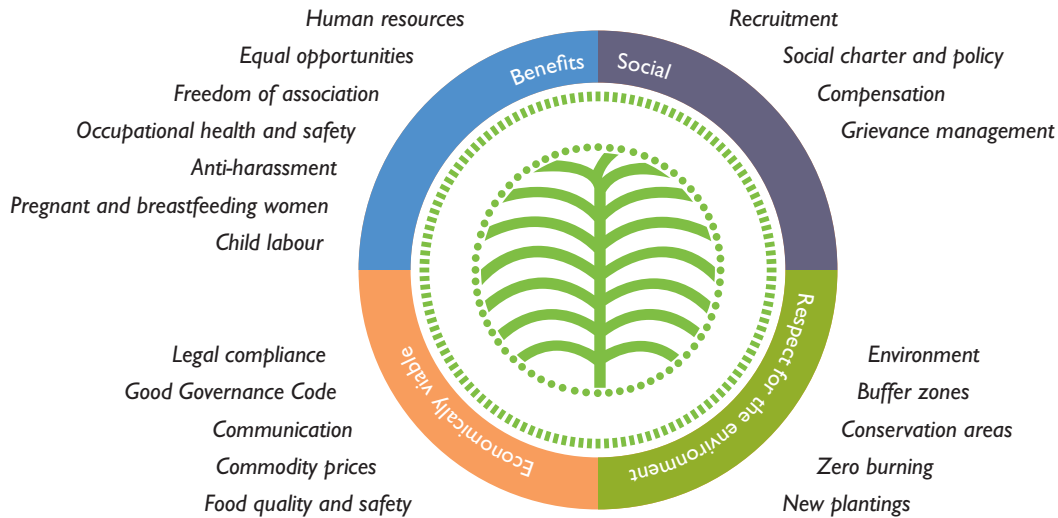 Human resources
Equal opportunities
Freedom of association
Occupational health and safety
Anti-harassment
Pregnant and breastfeeding women
Child labour
Benefits
Social
Recruitment
Social charter and policy
Compensation
Grievance management
Legal compliance
Good Governance Code
Communication
Commodity prices
Food quality and safety
Economically viable
Respect for the environment
Environment
Buffer zones
Conservation areas
Zero burning
New plantings